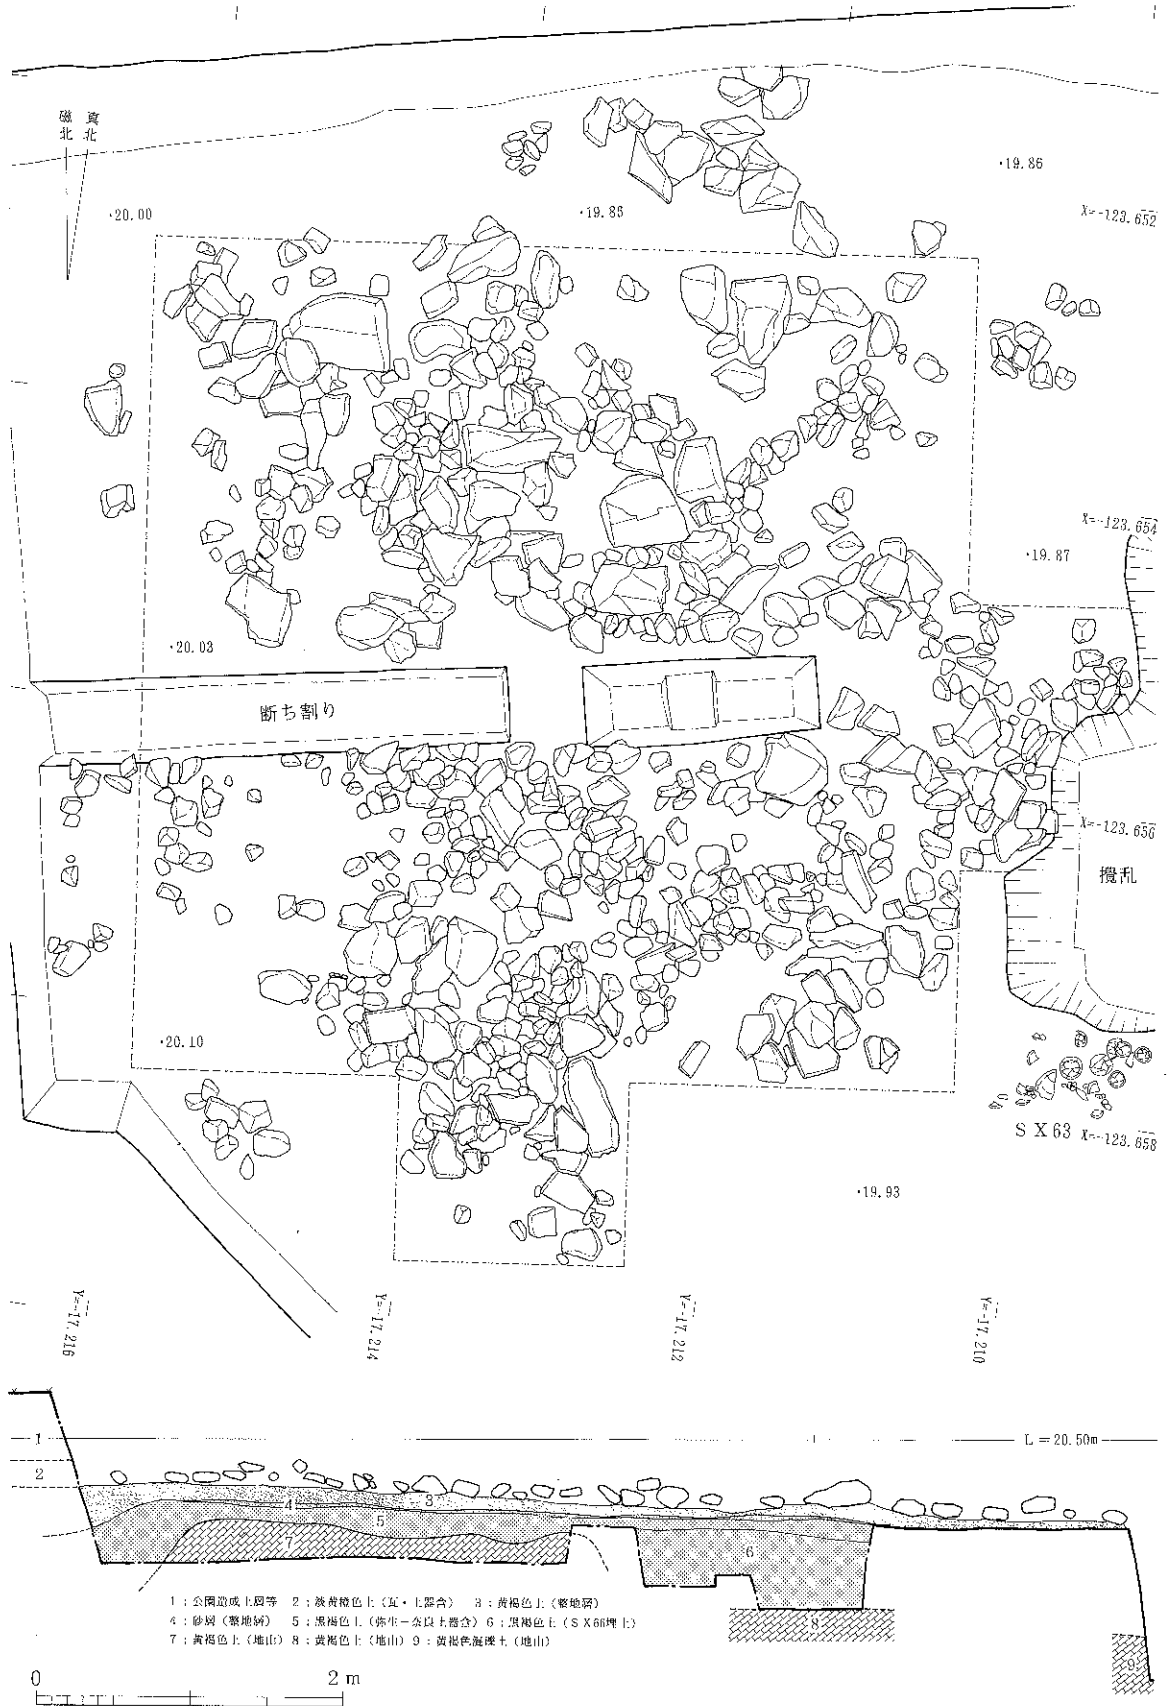 磁北 真北
·19.86
·20.00
·19.85
X=-123.652
X=-123.654
·19.87
·20.03
断ち割り
X=-123.656
攪乱
·20.10
SX63 X=-123.658
·19.93
Y=-17.216
Y=-17.214
Y=-17.212
Y=-17.210
1
L=20.50m
2
3
4
5
6
7
8
9
1：公園造成土層等 2：淡黄橙色土（瓦・土器含） 3：黄褐色土（整地層）
4：砂層（整地層） 5：黒褐色土（弥生－奈良土器含） 6：黒褐色土（SX66埋土）
7：黄褐色土（地山） 8：黄褐色土（地山） 9：黄褐色混礫土（地山）
0 2 m